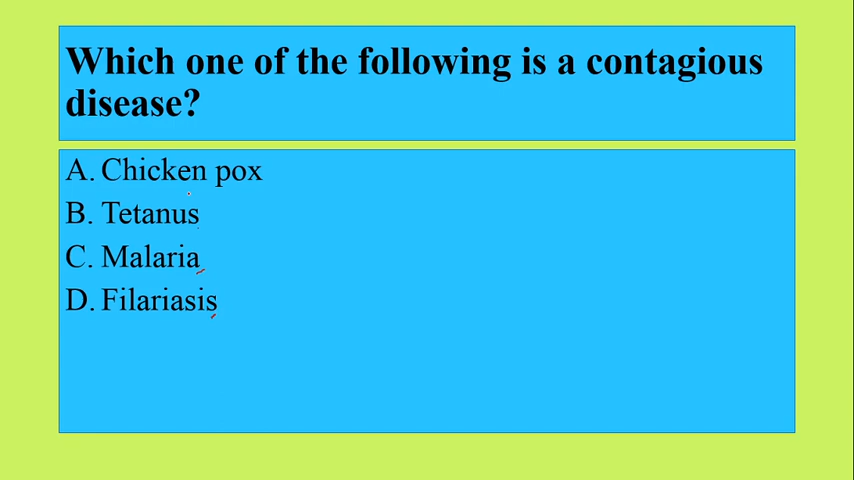 Which one of the following is a contagious
disease?
A. Chicken pox
B. Tetanus
C. Malaria
D. Filariasis